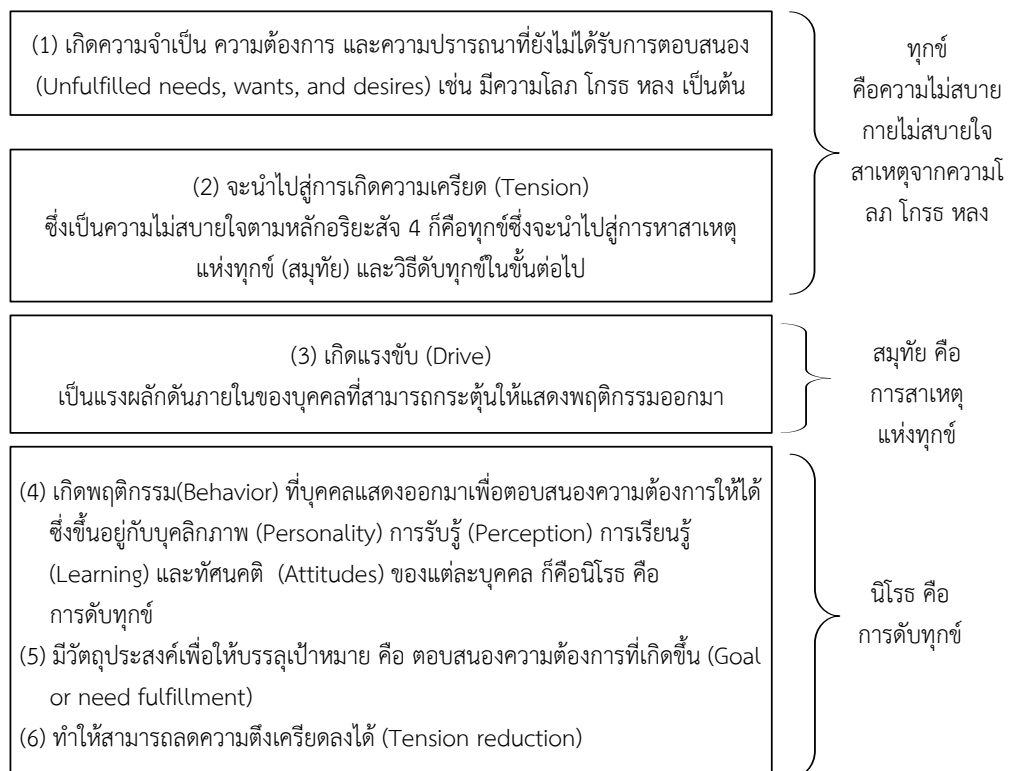 (1) เกิดความจำเป็น ความต้องการ และความปรารถนาที่ยังไม่ได้รับการตอบสนอง
(Unfulfilled needs, wants, and desires) เช่น มีความโลภ โกรธ หลง เป็นต้น
ทุกข์
คือความไม่สบาย
กายไม่สบายใจ
สาเหตุจากความโ
ลภ โกรธ หลง
(2) จะนำไปสู่การเกิดความเครียด (Tension)
ซึ่งเป็นความไม่สบายใจตามหลักอริยะสัจ 4 ก็คือทุกข์ซึ่งจะนำไปสู่การหาสาเหตุ
แห่งทุกข์ (สมุทัย) และวิธีดับทุกข์ในขั้นต่อไป
(3) เกิดแรงขับ (Drive)
เป็นแรงผลักดันภายในของบุคคลที่สามารถกระตุ้นให้แสดงพฤติกรรมออกมา
สมุทัย คือ
การสาเหตุ
แห่งทุกข์
(4) เกิดพฤติกรรม(Behavior) ที่บุคคลแสดงออกมาเพื่อตอบสนองความต้องการให้ได้
ซึ่งขึ้นอยู่กับบุคลิกภาพ (Personality) การรับรู้ (Perception) การเรียนรู้
(Learning) และทัศนคติ (Attitudes) ของแต่ละบุคคล ก็คือนิโรธ คือ
การดับทุกข์
(5) มีวัตถุประสงค์เพื่อให้บรรลุเป้าหมาย คือ ตอบสนองความต้องการที่เกิดขึ้น (Goal
or need fulfillment)
(6) ทำให้สามารถลดความตึงเครียดลงได้ (Tension reduction)
นิโรธ คือ
การดับทุกข์